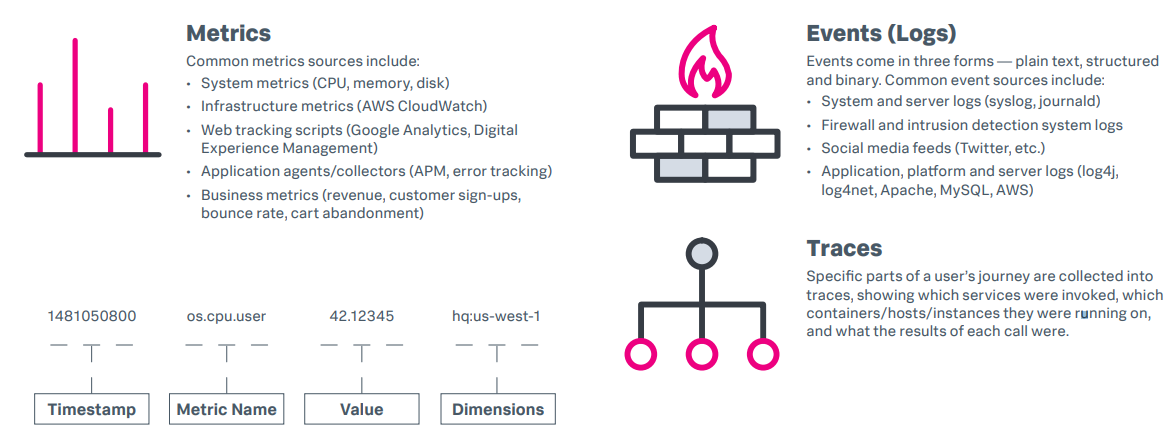 Metrics
Common metrics sources include:
• System metrics (CPU, memory, disk)
• Infrastructure metrics (AWS CloudWatch)
• Web tracking scripts (Google Analytics, Digital
Experience Management)
• Application agents/collectors (APM, error tracking)
• Business metrics (revenue, customer sign-ups,
bounce rate, cart abandonment)
1481050800 os.cpu.user 42.12345 hq:us-west-1
Timestamp Metric Name Value Dimensions
Events (Logs)
Events come in three forms — plain text, structured
and binary. Common event sources include:
• System and server logs (syslog, journald)
• Firewall and intrusion detection system logs
• Social media feeds (Twitter, etc.)
• Application, platform and server logs (log4j,
log4net, Apache, MySQL, AWS)
Traces
Specific parts of a user’s journey are collected into
traces, showing which services were invoked, which
containers/hosts/instances they were running on,
and what the results of each call were.